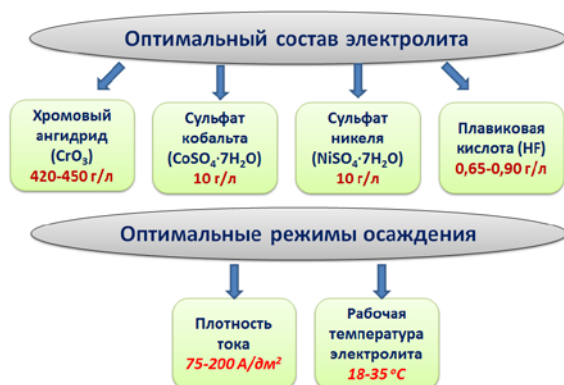 Оптимальный состав электролита
Хромовый
ангидрид
(CrO₃)
420-450 г/л
Сульфат
кобальта
(CoSO₄·7H₂O)
10 г/л
Сульфат
никеля
(NiSO₄·7H₂O)
10 г/л
Плавиковая
кислота (HF)
0,65-0,90 г/л
Оптимальные режимы осаждения
Плотность
тока
75-200 А/дм²
Рабочая
температура
электролита
18-35 ºС